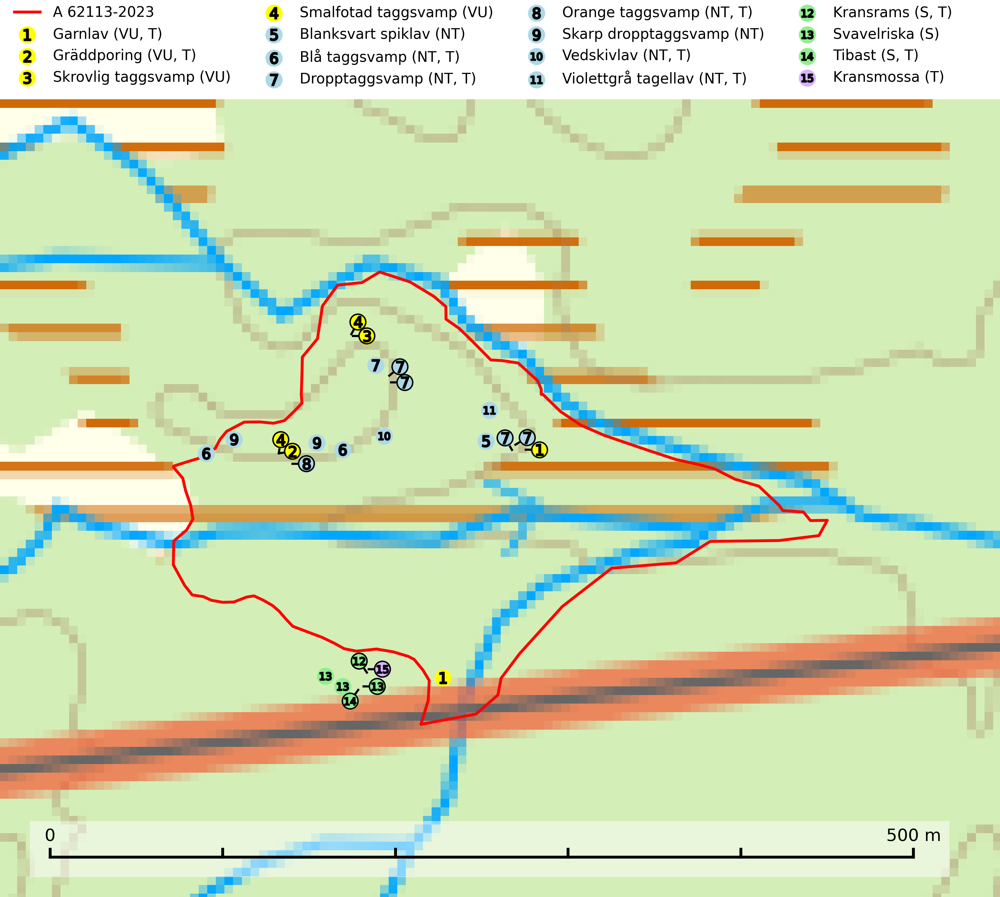 A 62113-2023
1 Garnlav (VU, T)
2 Gräddporing (VU, T)
3 Skrovlig taggsvamp (VU)
4 Smalfotad taggsvamp (VU)
5 Blanksvart spiklav (NT)
6 Blå taggsvamp (NT, T)
7 Dropptaggsvamp (NT, T)
8 Orange taggsvamp (NT, T)
9 Skarp dropptaggsvamp (NT)
10 Vedskivlav (NT, T)
11 Violettgrå tagellav (NT, T)
12 Kransrams (S, T)
13 Svavelriska (S)
14 Tibast (S, T)
15 Kransmossa (T)
4
3
7 7
7
11
9 4 9 10 5 7 7
6 2 6 1
8
12
15
13 1
13 13
14
0 500 m